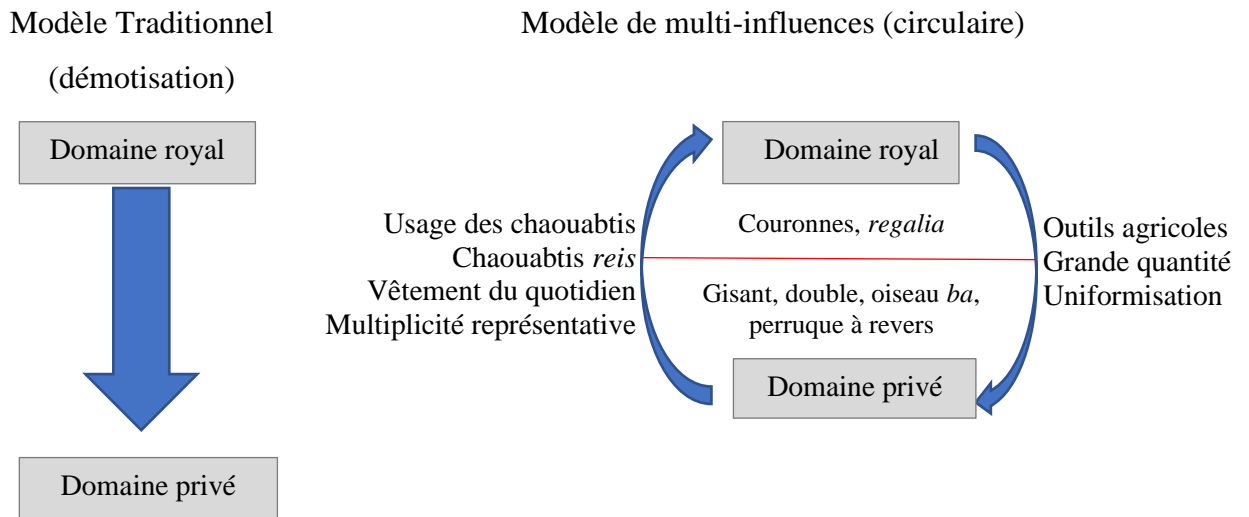 Modèle Traditionnel
(démotisation)
Domaine royal
Domaine privé
Modèle de multi-influences (circulaire)
Domaine royal
Usage des chaouabtis
Chaouabtis reis
Vêtement du quotidien
Multiplicité représentative
Couronnes, regalia
Gisant, double, oiseau ba,
perruque à revers
Outils agricoles
Grande quantité
Uniformisation
Domaine privé